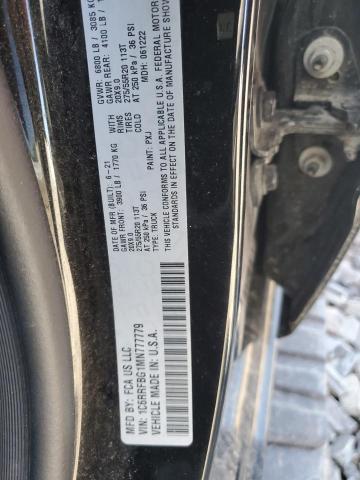 MFD BY: FCA US LLC
DATE OF MFR (BUILT): 6-21
GVWR: 6800 LB / 3085 KG
GAWR FRONT: 3900 LB / 1770 KG
WITH
GAWR REAR: 4100 LB /
20X9.0
RIMS
20X9.0
275/55R20 113T
TIRES
275/55R20 113T
AT 250 kPa / 36 PSI
COLD
AT 250 kPa / 36 PSI
VIN: 1C6RRFBG1MN777779
TYPE: TRUCK
PAINT: PXJ
MDH: 061222
VEHICLE MADE IN U.S.A.
THIS VEHICLE CONFORMS TO ALL APPLICABLE U.S.A. FEDERAL MOTOR
STANDARDS IN EFFECT ON THE DATE OF MANUFACTURE SHOWN